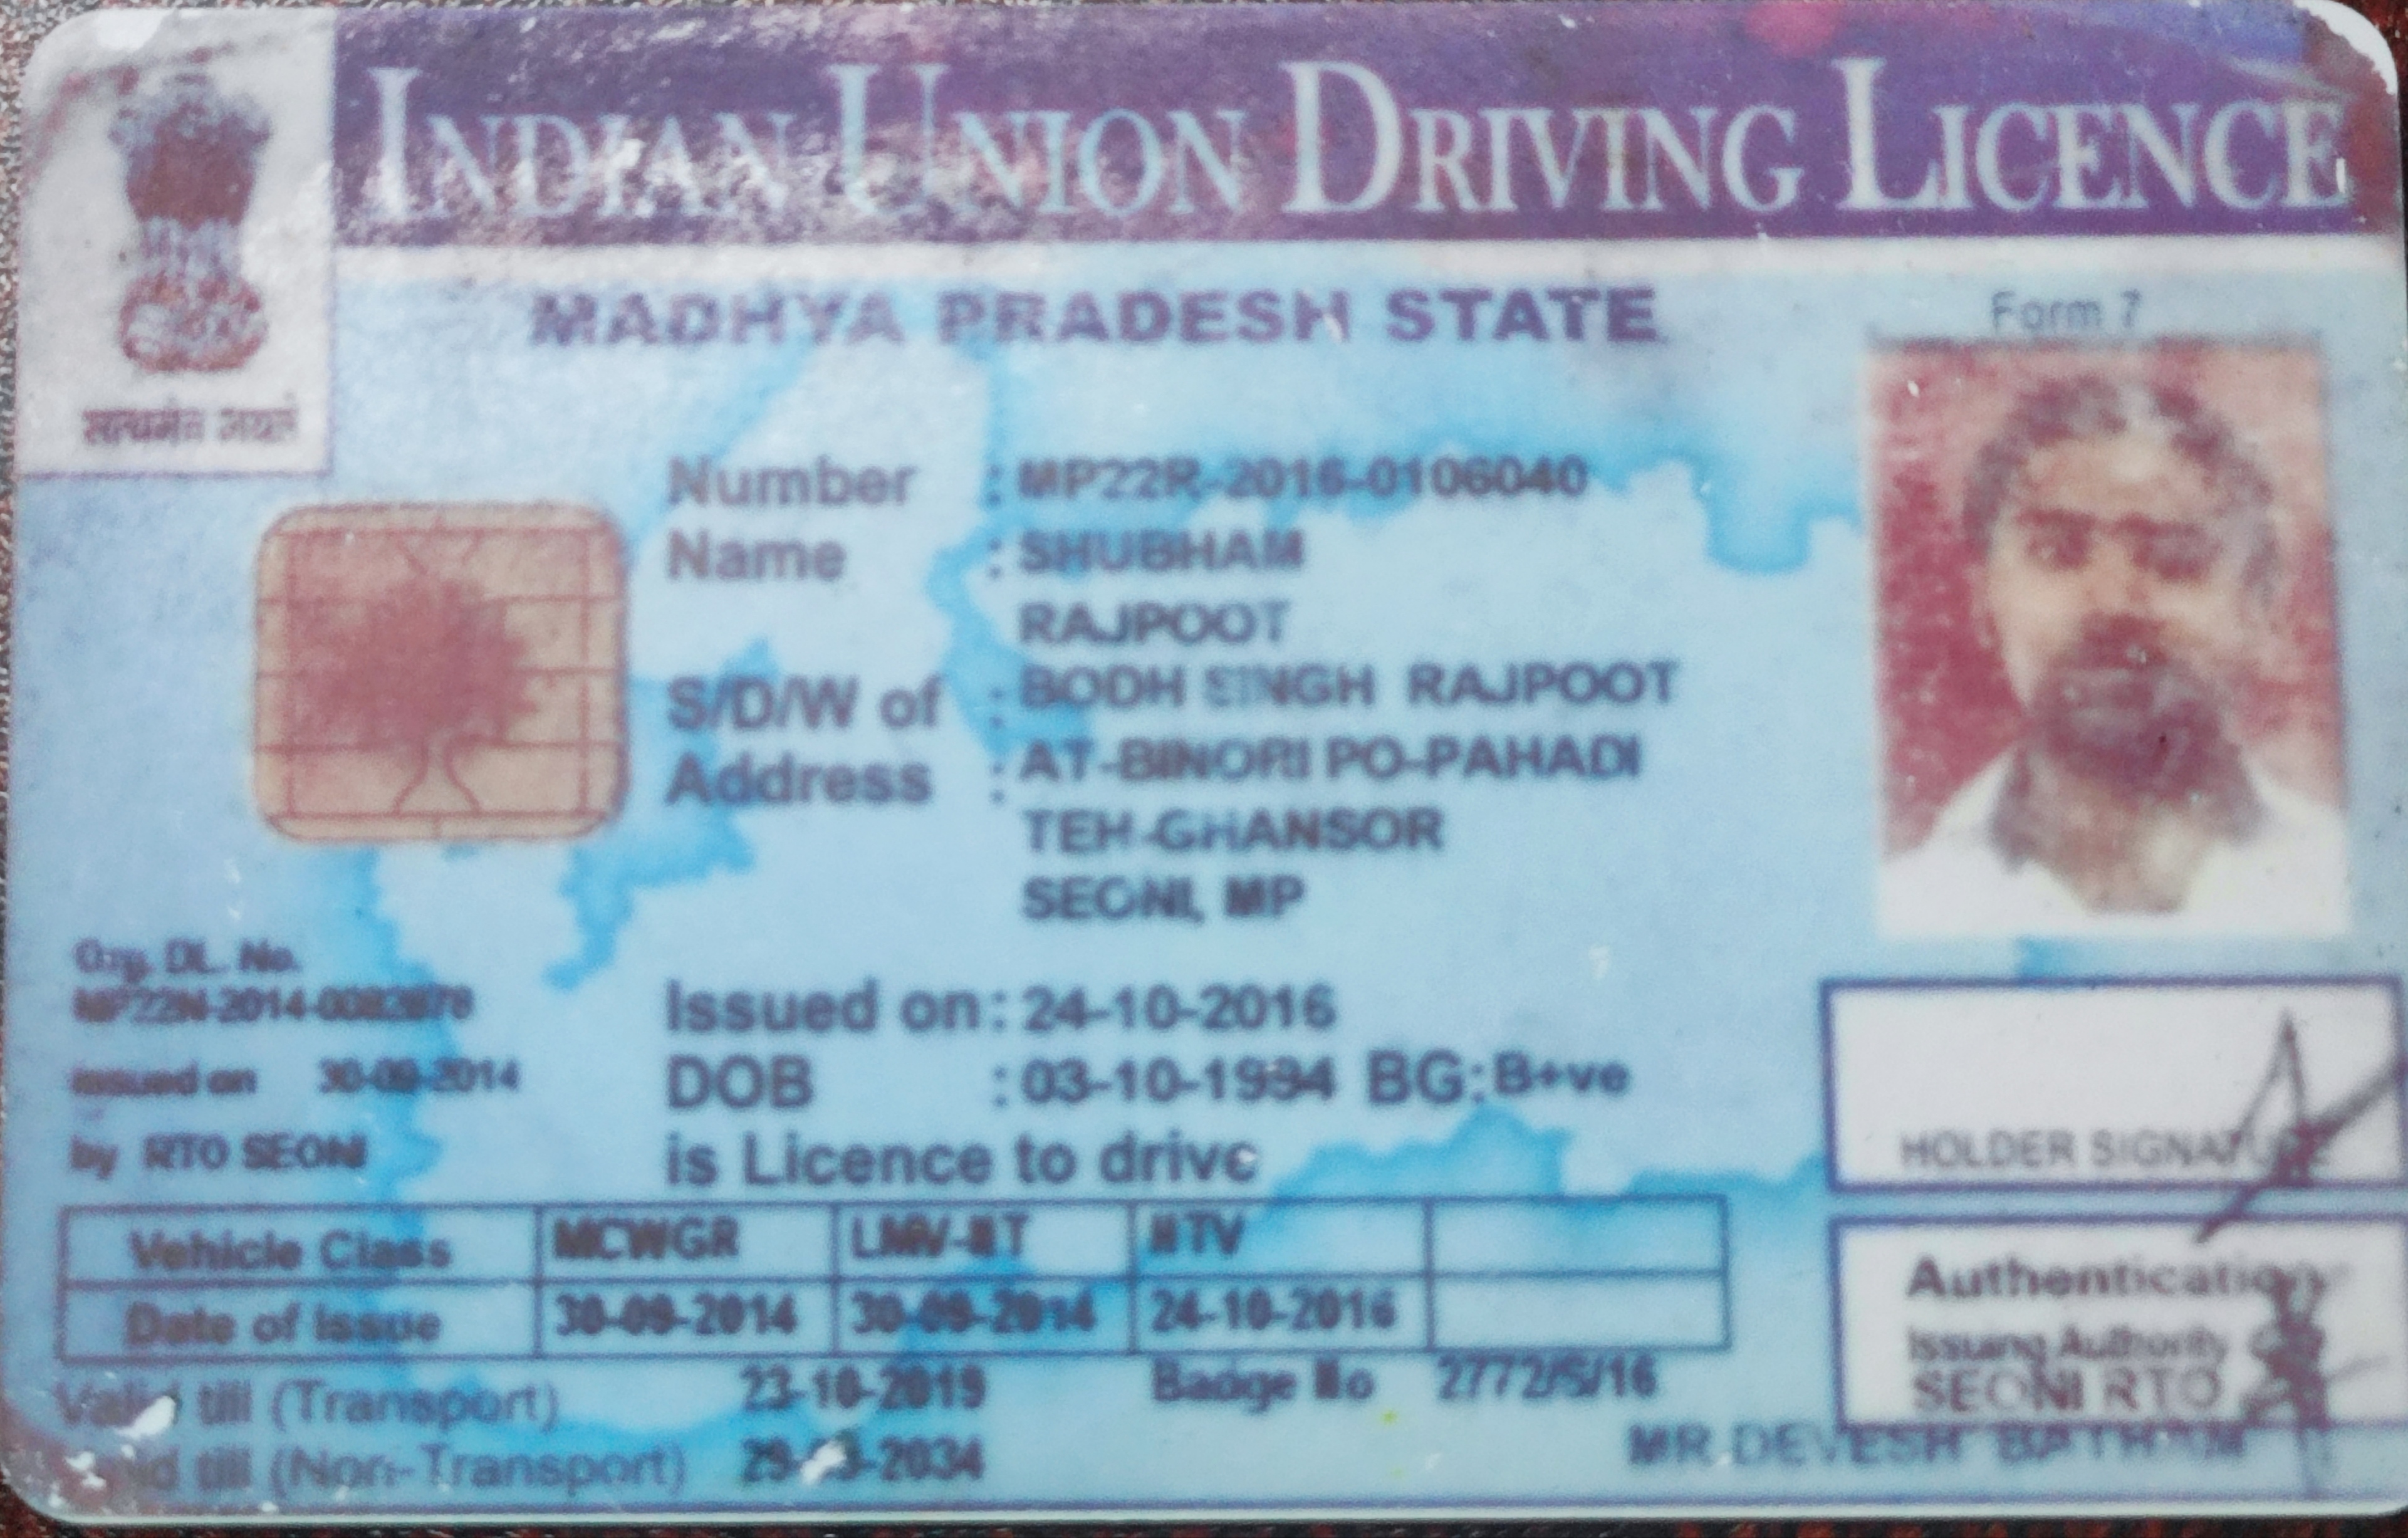 INDIAN UNION DRIVING LICENCE
सत्यमेव जयते
MADHYA PRADESH STATE
Form 7
Number : MP22R-2016-0106040
Name : SHUBHAM
RAJPOOT
S/D/W of : BODH SINGH RAJPOOT
Address : AT-BINORI PO-PAHADI
TEH-GHANSOR
SEONI, MP
Org. DL. No.
issued on 30-09-2014
by RTO SEONI
Issued on : 24-10-2016
DOB : 03-10-1994 BG: B+ve
is Licence to drive
HOLDER SIGNATURE
Vehicle Class MCWGR LMV-NT HTV
Date of Issue 30-09-2014 30-09-2014 24-10-2016
Valid till (Transport) 23-10-2019 Badge No 2772/S/16
Valid till (Non-Transport) 29-09-2034
Authentication
Issuing Authority
SEONI RTO
MR DEVESH BATHAM